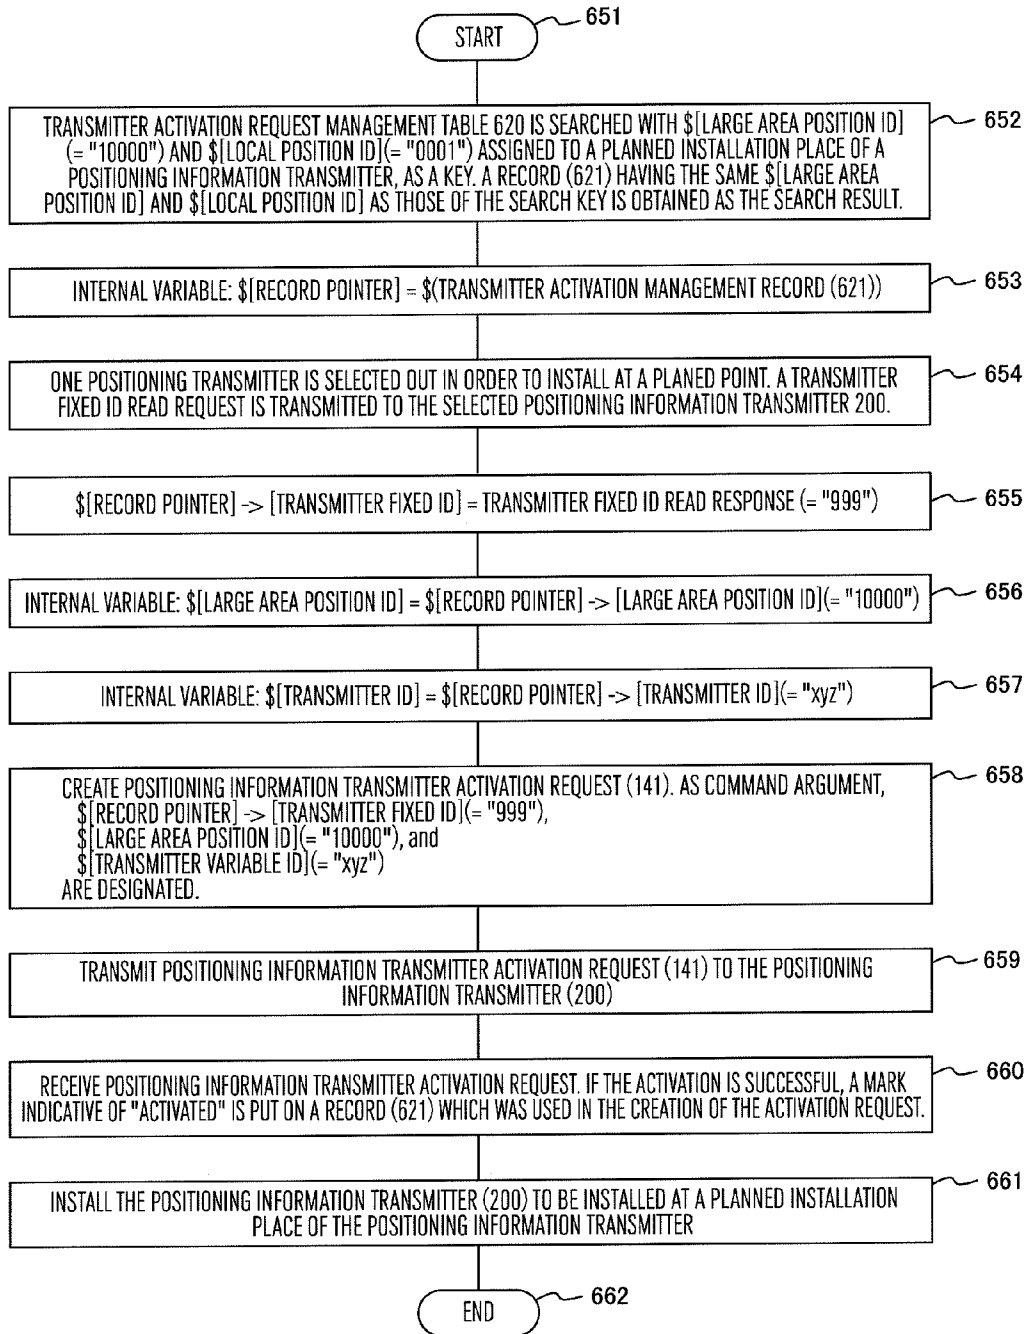 START
651
TRANSMITTER ACTIVATION REQUEST MANAGEMENT TABLE 620 IS SEARCHED WITH $[LARGE AREA POSITION ID]
(= "10000") AND $[LOCAL POSITION ID](= "0001") ASSIGNED TO A PLANNED INSTALLATION PLACE OF A
POSITIONING INFORMATION TRANSMITTER, AS A KEY. A RECORD (621) HAVING THE SAME $[LARGE AREA
POSITION ID] AND $[LOCAL POSITION ID] AS THOSE OF THE SEARCH KEY IS OBTAINED AS THE SEARCH RESULT.
652
INTERNAL VARIABLE: $[RECORD POINTER] = $(TRANSMITTER ACTIVATION MANAGEMENT RECORD (621))
653
ONE POSITIONING TRANSMITTER IS SELECTED OUT IN ORDER TO INSTALL AT A PLANED POINT. A TRANSMITTER
FIXED ID READ REQUEST IS TRANSMITTED TO THE SELECTED POSITIONING INFORMATION TRANSMITTER 200.
654
$[RECORD POINTER] -> [TRANSMITTER FIXED ID] = TRANSMITTER FIXED ID READ RESPONSE (= "999")
655
INTERNAL VARIABLE: $[LARGE AREA POSITION ID] = $[RECORD POINTER] -> [LARGE AREA POSITION ID](= "10000")
656
INTERNAL VARIABLE: $[TRANSMITTER ID] = $[RECORD POINTER] -> [TRANSMITTER ID](= "xyz")
657
CREATE POSITIONING INFORMATION TRANSMITTER ACTIVATION REQUEST (141). AS COMMAND ARGUMENT,
$[RECORD POINTER] -> [TRANSMITTER FIXED ID](= "999"),
$[LARGE AREA POSITION ID](= "10000"), and
$[TRANSMITTER VARIABLE ID](= "xyz")
ARE DESIGNATED.
658
TRANSMIT POSITIONING INFORMATION TRANSMITTER ACTIVATION REQUEST (141) TO THE POSITIONING
INFORMATION TRANSMITTER (200)
659
RECEIVE POSITIONING INFORMATION TRANSMITTER ACTIVATION REQUEST. IF THE ACTIVATION IS SUCCESSFUL, A MARK
INDICATIVE OF "ACTIVATED" IS PUT ON A RECORD (621) WHICH WAS USED IN THE CREATION OF THE ACTIVATION REQUEST.
660
INSTALL THE POSITIONING INFORMATION TRANSMITTER (200) TO BE INSTALLED AT A PLANNED INSTALLATION
PLACE OF THE POSITIONING INFORMATION TRANSMITTER
661
END
662